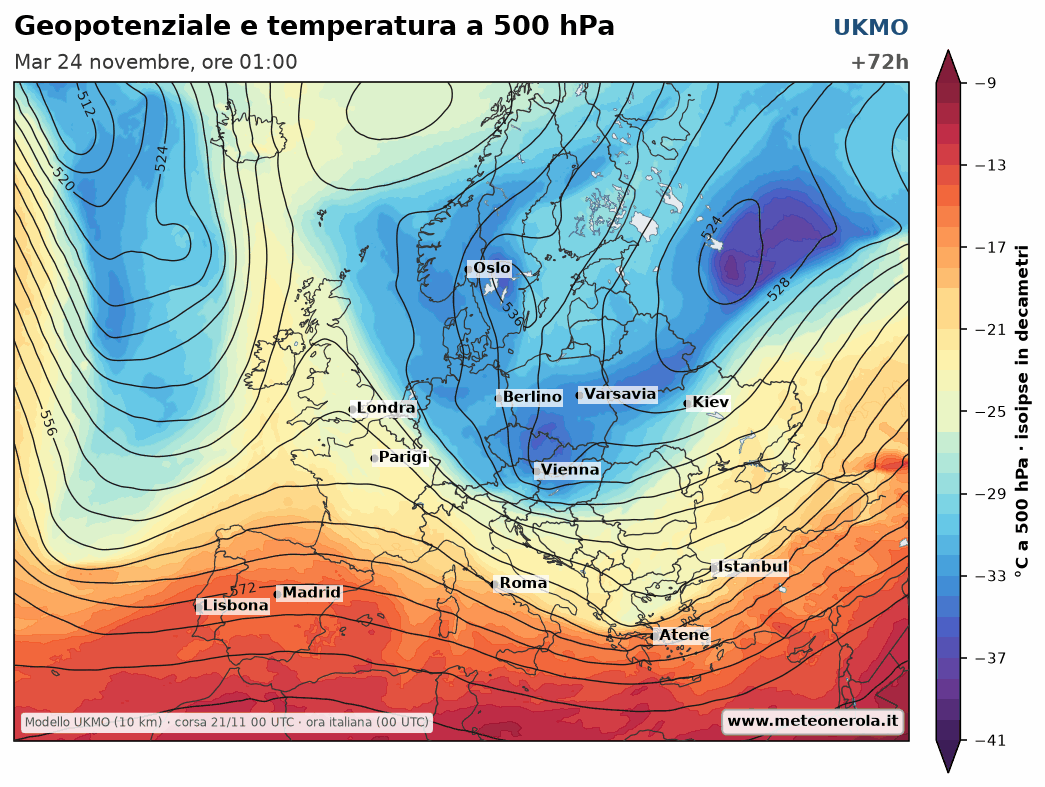 Geopotenziale e temperatura a 500 hPa
UKMO
Mar 24 novembre, ore 01:00
+72h
512
520
524
524
528
536
556
572
Oslo
Londra
Berlino
Varsavia
Kiev
Parigi
Vienna
Roma
Istanbul
Madrid
Lisbona
Atene
−9
−13
−17
−21
−25
−29
−33
−37
−41
°C a 500 hPa · isoipse in decametri
Modello UKMO (10 km) · corsa 21/11 00 UTC · ora italiana (00 UTC)
www.meteonerola.it